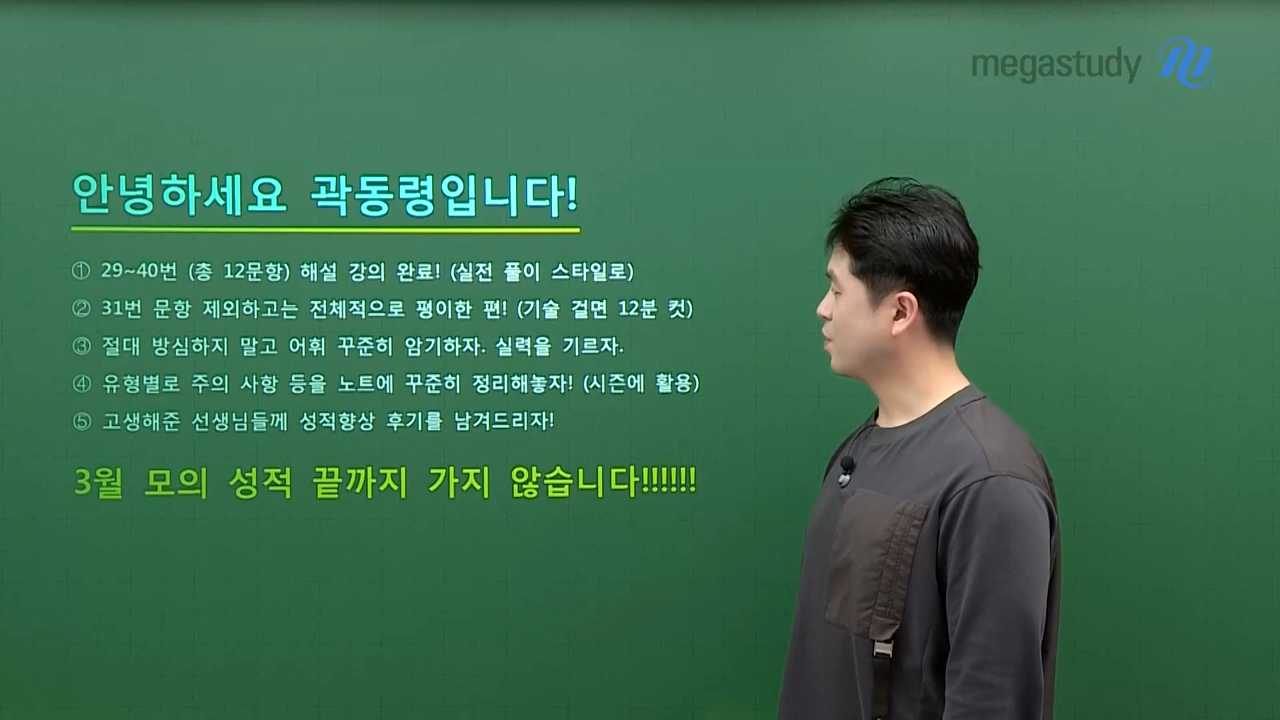 megastudy
안녕하세요 곽동령입니다!
① 29~40번 (총 12문항) 해설 강의 완료! (실전 풀이 스타일로)
② 31번 문항 제외하고는 전체적으로 평이한 편! (기술 걸면 12분 컷)
③ 절대 방심하지 말고 어휘 꾸준히 암기하자. 실력을 기르자.
④ 유형별로 주의 사항 등을 노트에 꾸준히 정리해놓자! (시즌에 활용)
⑤ 고생해준 선생님들께 성적향상 후기를 남겨드리자!
3월 모의 성적 끝까지 가지 않습니다!!!!!!